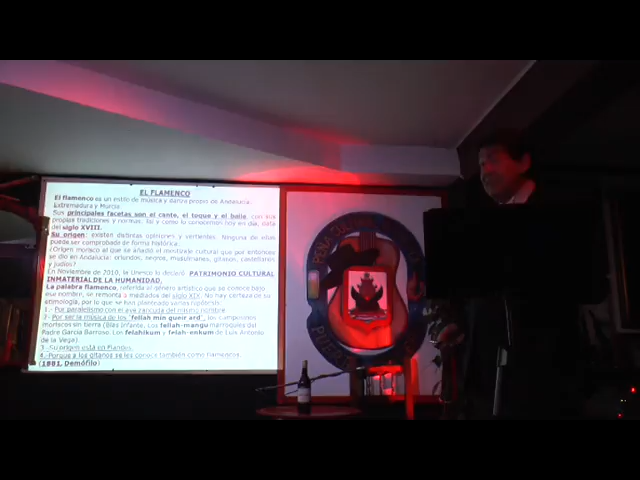 EL FLAMENCO
El flamenco es un estilo de música y danza propio de Andalucía,
Extremadura y Murcia.
Sus principales facetas son el cante, el toque y el baile, con sus
propias tradiciones y normas. Tal y como lo conocemos hoy en día, data
del siglo XVIII.
Su origen: existen distintas opiniones y vertientes. Ninguna de ellas
pueda ser comprobada de forma histórica.
¿Origen morisco al que se añadió el mestizaje cultural que por entonces
se dio en Andalucía: oriundos, negros, musulmanes, gitanos, castellanos
y judíos?
En Noviembre de 2010, la Unesco lo declaró PATRIMONIO CULTURAL
INMATERIAL DE LA HUMANIDAD.
La palabra flamenco, referida al género artístico que se conoce bajo
ese nombre, se remonta a mediados del siglo XIX. No hay certeza de su
etimología, por lo que se han planteado varias hipótesis:
1.- Por paralelismo con el ave zancuda del mismo nombre.
2.- Por ser la música de los "fellah min gueir ard", los campesinos
moriscos sin tierra (Blas Infante. Los fellah-mangu marroquíes del
Padre García Barroso. Los felahikum y felah-enkum de Luis Antonio
de la Vega)
3.- Su origen está en Flandes.
4.-Porque a los gitanos se les conoce también como flamencos.
(1881, Demófilo)
PEÑA